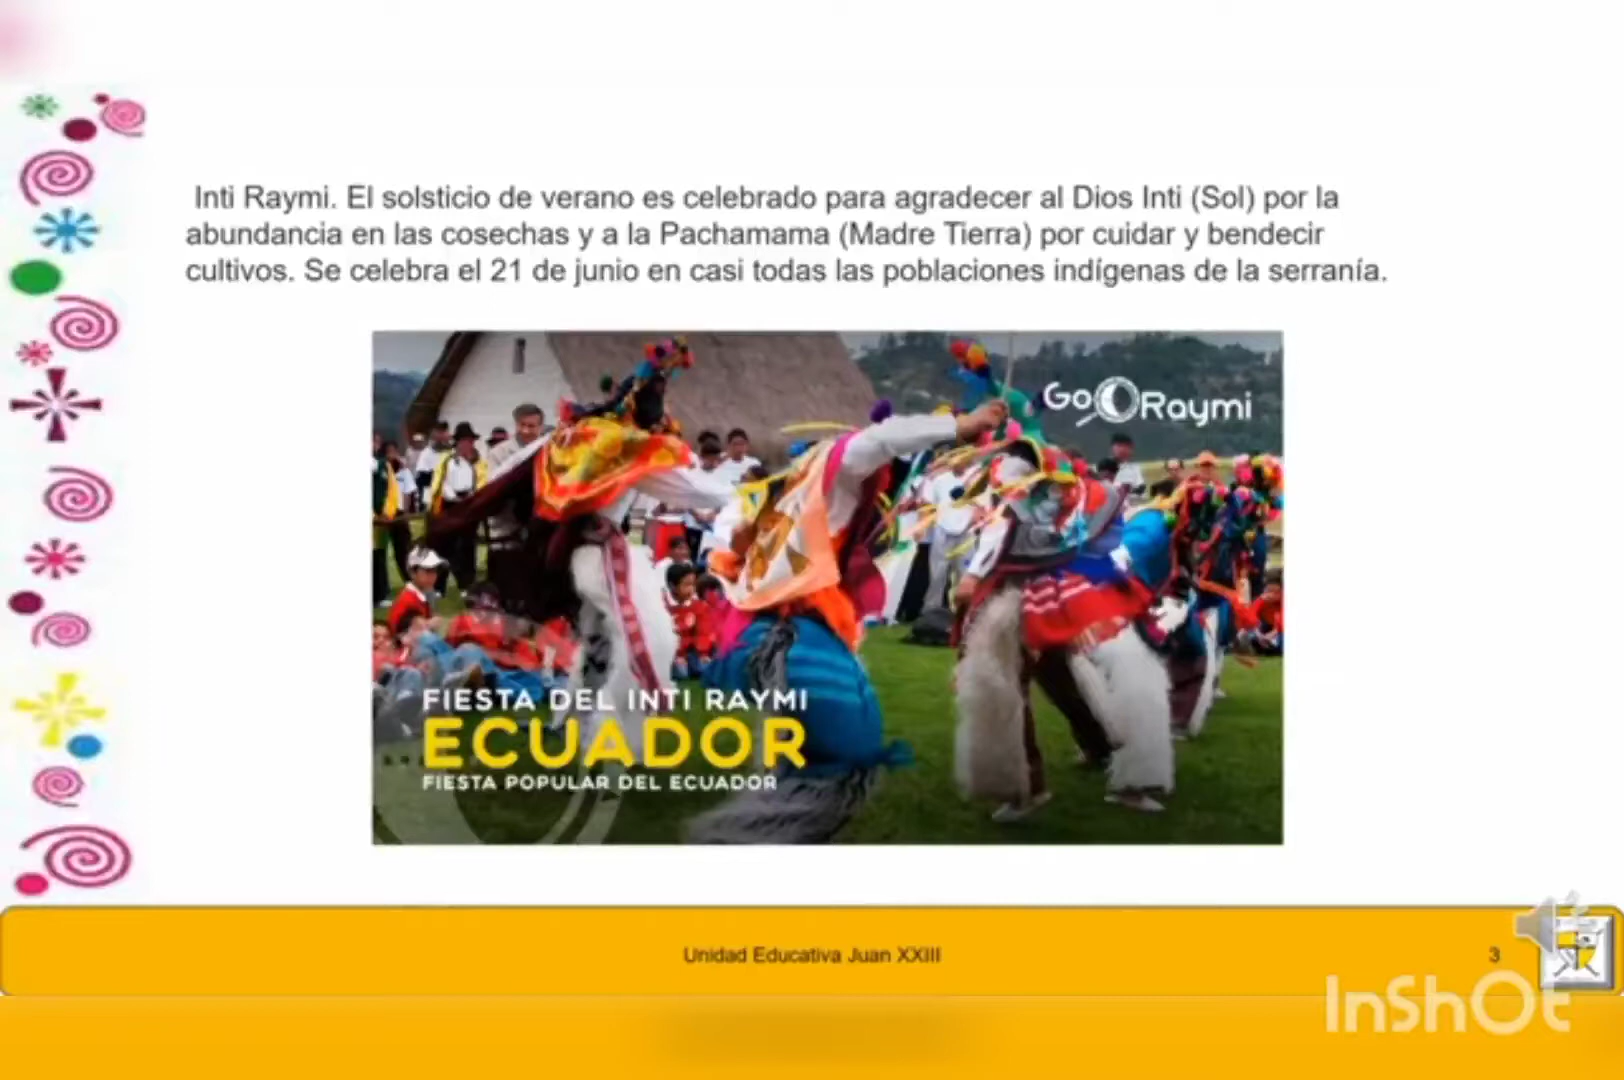 Inti Raymi. El solsticio de verano es celebrado para agradecer al Dios Inti (Sol) por la
abundancia en las cosechas y a la Pachamama (Madre Tierra) por cuidar y bendecir
cultivos. Se celebra el 21 de junio en casi todas las poblaciones indígenas de la serranía.
Go Raymi
FIESTA DEL INTI RAYMI
ECUADOR
FIESTA POPULAR DEL ECUADOR
Unidad Educativa Juan XXIII
3
InShOt